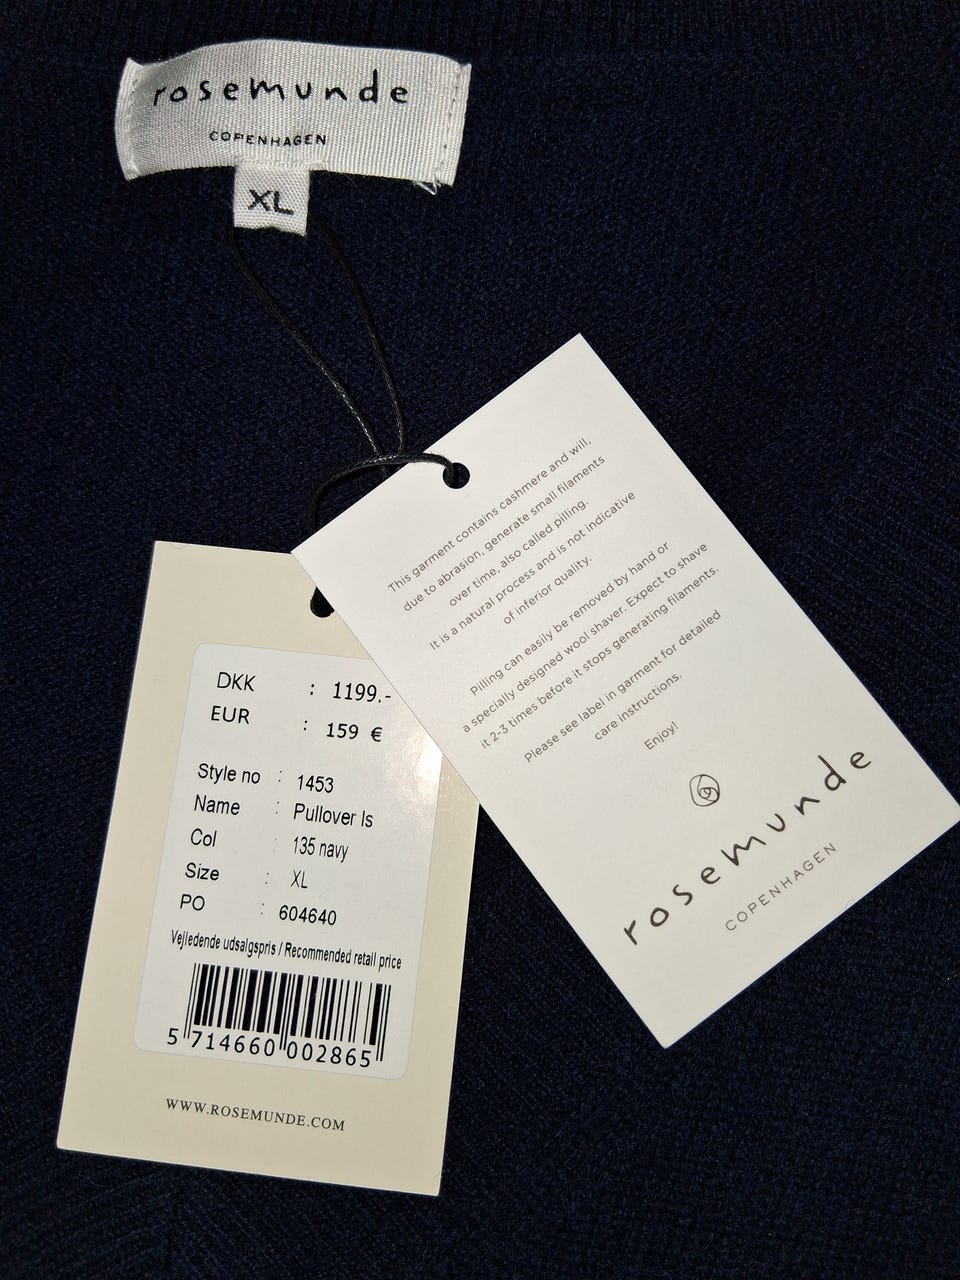 rosemunde
COPENHAGEN
XL
This garment contains cashmere and will,
due to abrasion, generate small filaments
over time, also called pilling.
It is a natural process and is not indicative
of inferior quality.
Pilling can easily be removed by hand or
a specially designed wool shaver. Expect to shave
it 2-3 times before it stops generating filaments.
Please see label in garment for detailed
care instructions.
Enjoy!
rosemunde
COPENHAGEN
DKK : 1199.-
EUR : 159 €
Style no : 1453
Name : Pullover ls
Col : 135 navy
Size : XL
PO : 604640
Vejledende udsalgspris / Recommended retail price
5 714660 002865
WWW.ROSEMUNDE.COM